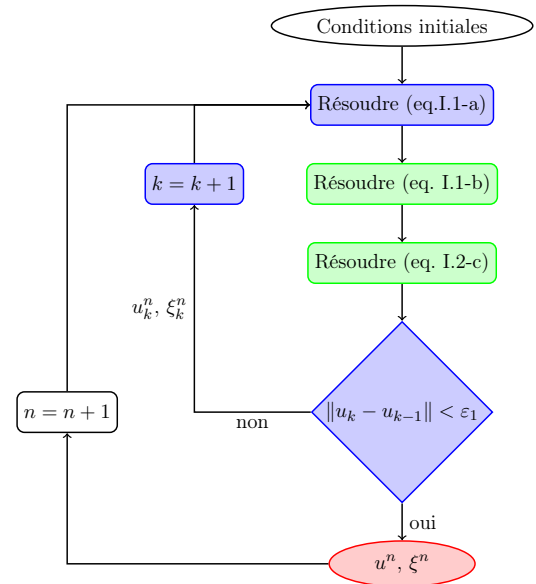 Conditions initiales
Résoudre (eq.I.1-a)
k = k + 1
Résoudre (eq. I.1-b)
Résoudre (eq. I.2-c)
u_k^n, ξ_k^n
n = n + 1
‖u_k − u_{k−1}‖ < ε_1
non
oui
u^n, ξ^n